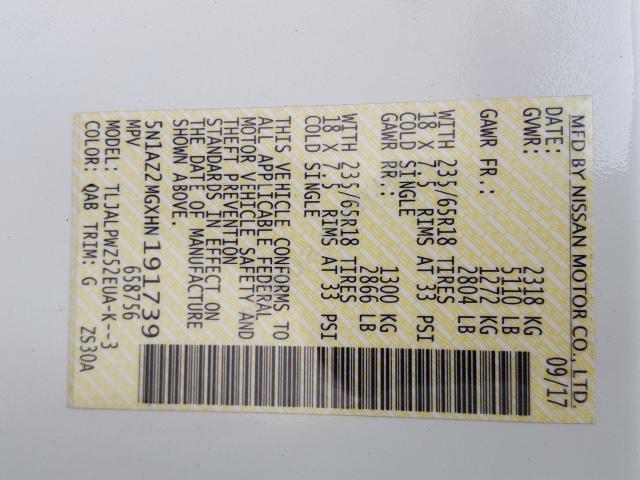 MFD BY NISSAN MOTOR CO., LTD.
DATE: 09/17
GVWR: 2318 KG
5110 LB
GAWR FR.: 1272 KG
2804 LB
WITH 235/65R18 TIRES
18 X 7.5 RIMS AT 33 PSI
COLD SINGLE
GAWR RR.: 1300 KG
2866 LB
WITH 235/65R18 TIRES
18 X 7.5 RIMS AT 33 PSI
COLD SINGLE
THIS VEHICLE CONFORMS TO
ALL APPLICABLE FEDERAL
MOTOR VEHICLE SAFETY AND
THEFT PREVENTION
STANDARDS IN EFFECT ON
THE DATE OF MANUFACTURE
SHOWN ABOVE.
5N1AZ2MGXHN191739
MPV 658756
MODEL: TLJALPWZ52EUA-K--3
COLOR: QAB TRIM: G ZS30A